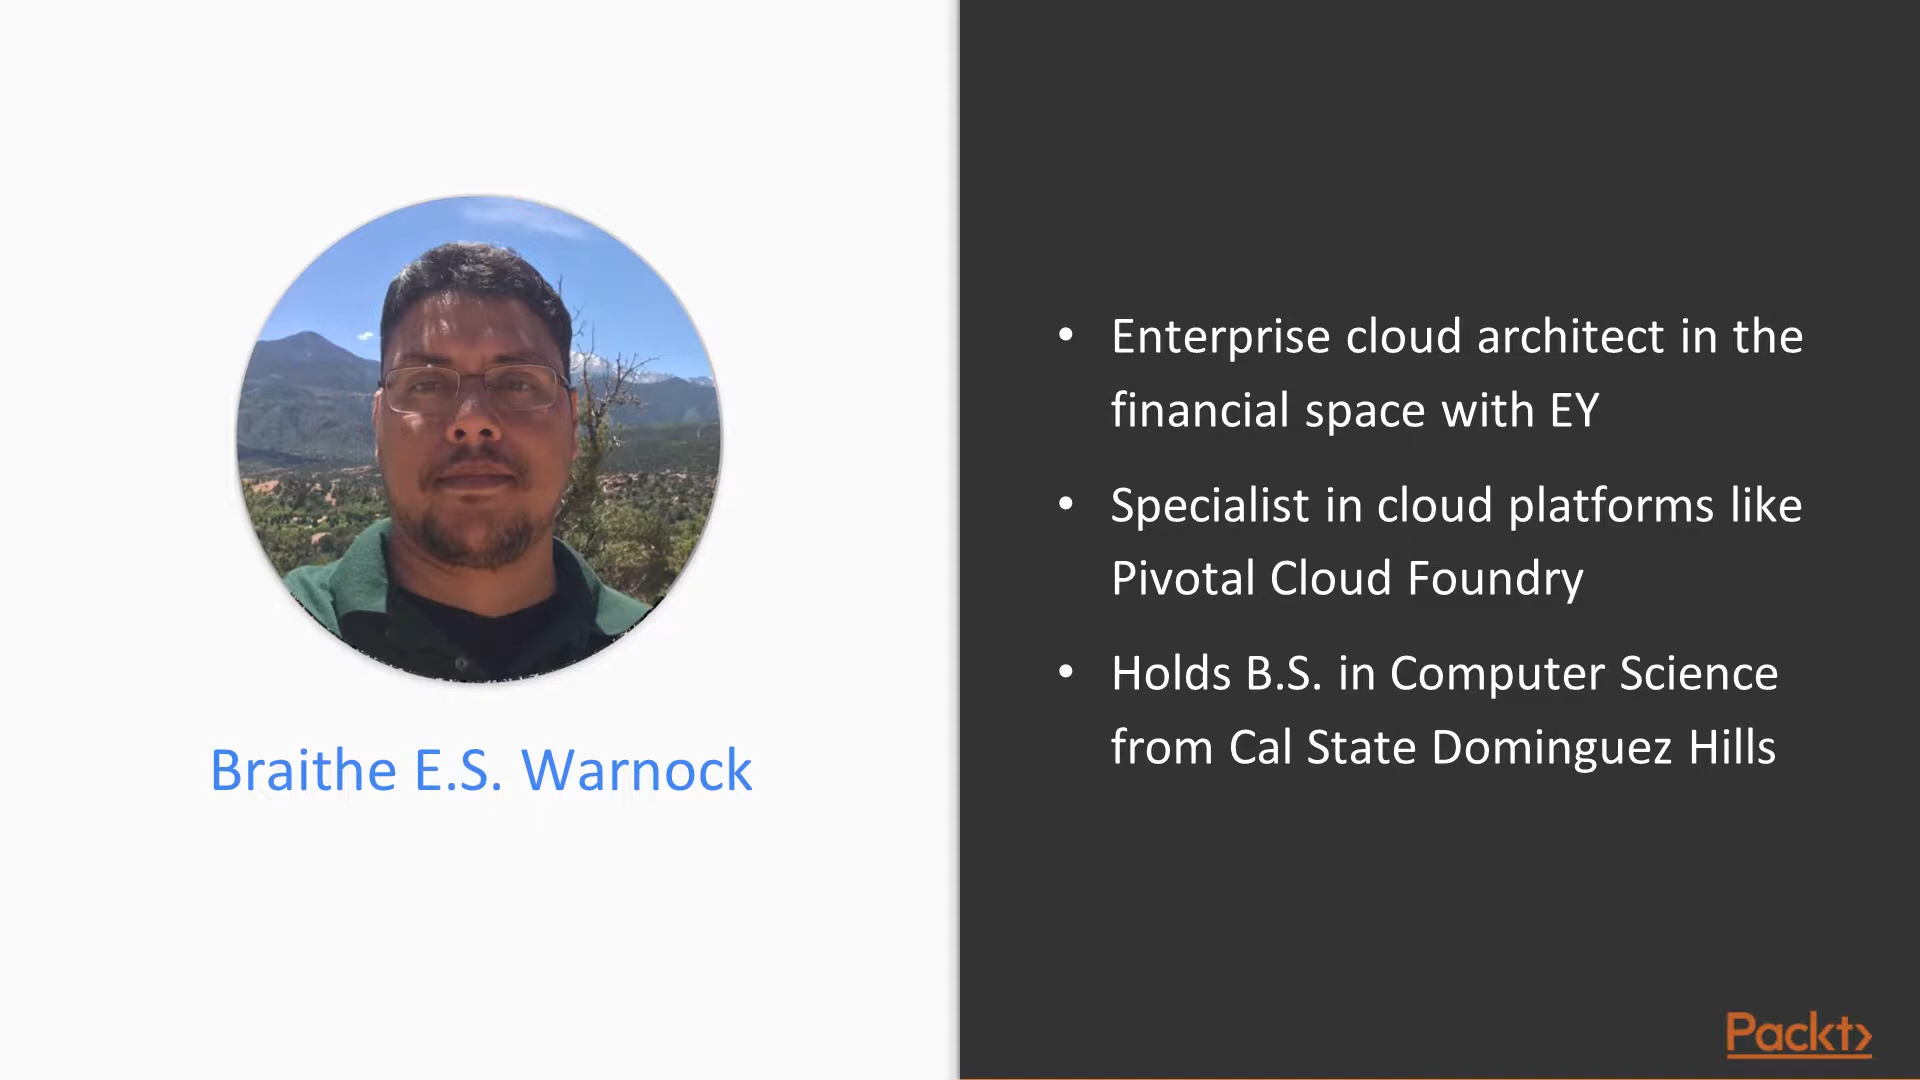 Braithe E.S. Warnock
• Enterprise cloud architect in the
financial space with EY
• Specialist in cloud platforms like
Pivotal Cloud Foundry
• Holds B.S. in Computer Science
from Cal State Dominguez Hills
Packt>